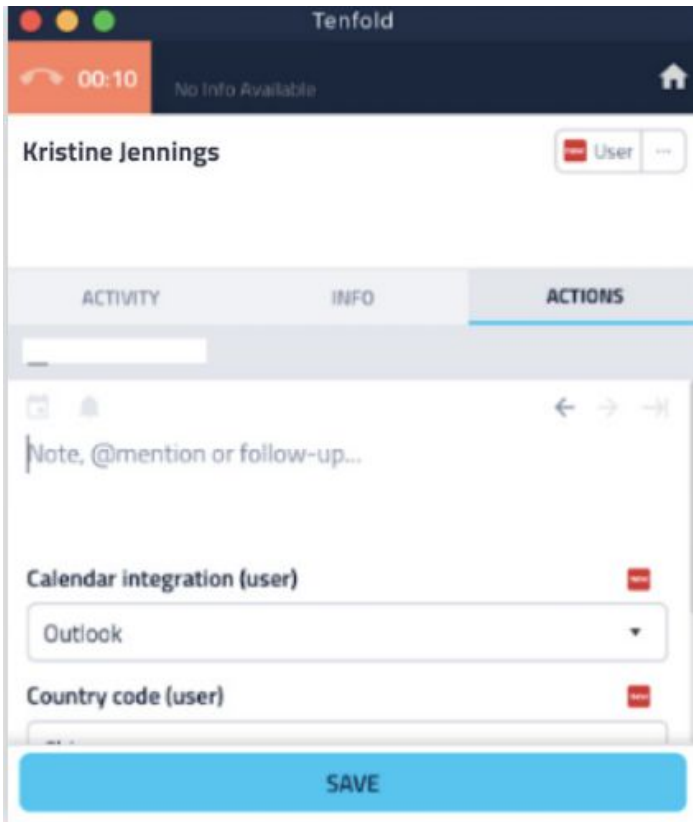 Tenfold
00:10
No Info Available
Kristine Jennings
User ...
ACTIVITY INFO ACTIONS
Note, @mention or follow-up...
Calendar integration (user)
Outlook
Country code (user)
SAVE